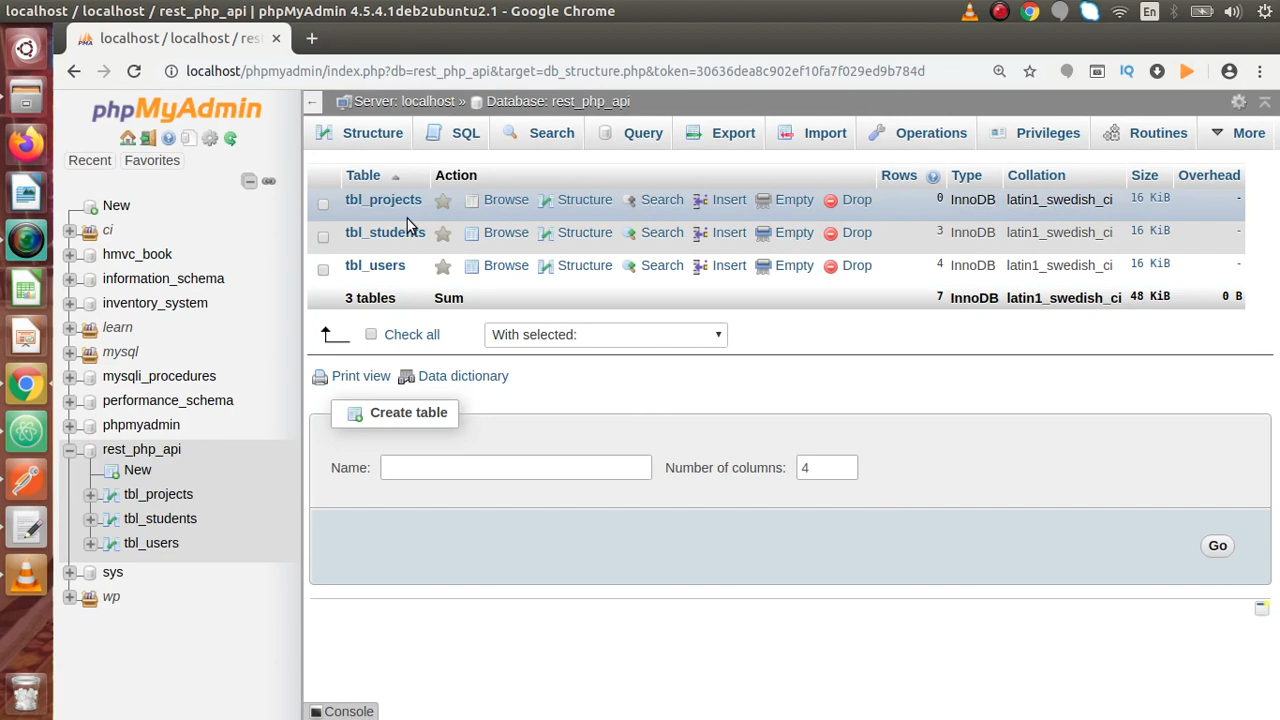 localhost / localhost / rest_php_api | phpMyAdmin 4.5.4.1deb2ubuntu2.1 - Google Chrome
En
localhost / localhost / rest
localhost/phpmyadmin/index.php?db=rest_php_api&target=db_structure.php&token=30636dea8c902ef10fa7f029ed9b784d
IQ
phpMyAdmin
Recent Favorites
New
ci
hmvc_book
information_schema
inventory_system
learn
mysql
mysqli_procedures
performance_schema
phpmyadmin
rest_php_api
New
tbl_projects
tbl_students
tbl_users
sys
wp
Server: localhost » Database: rest_php_api
Structure SQL Search Query Export Import Operations Privileges Routines More
Table Action Rows Type Collation Size Overhead
tbl_projects Browse Structure Search Insert Empty Drop 0 InnoDB latin1_swedish_ci 16 KiB -
tbl_students Browse Structure Search Insert Empty Drop 3 InnoDB latin1_swedish_ci 16 KiB -
tbl_users Browse Structure Search Insert Empty Drop 4 InnoDB latin1_swedish_ci 16 KiB -
3 tables Sum 7 InnoDB latin1_swedish_ci 48 KiB 0 B
Check all With selected:
Print view Data dictionary
Create table
Name: Number of columns: 4
Go
Console